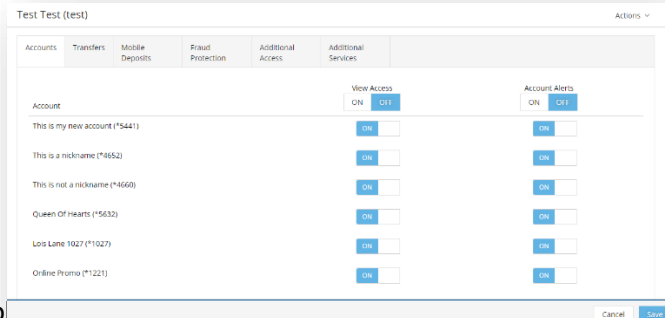 Test Test (test) Actions
Accounts Transfers Mobile Deposits Fraud Protection Additional Access Additional Services
View Access Account Alerts
Account ON OFF ON OFF
This is my new account (*5441) ON ON
This is a nickname (*4652) ON ON
This is not a nickname (*4660) ON ON
Queen Of Hearts (*5632) ON ON
Lois Lane 1027 (*1027) ON ON
Online Promo (*1221) ON ON
Cancel Save